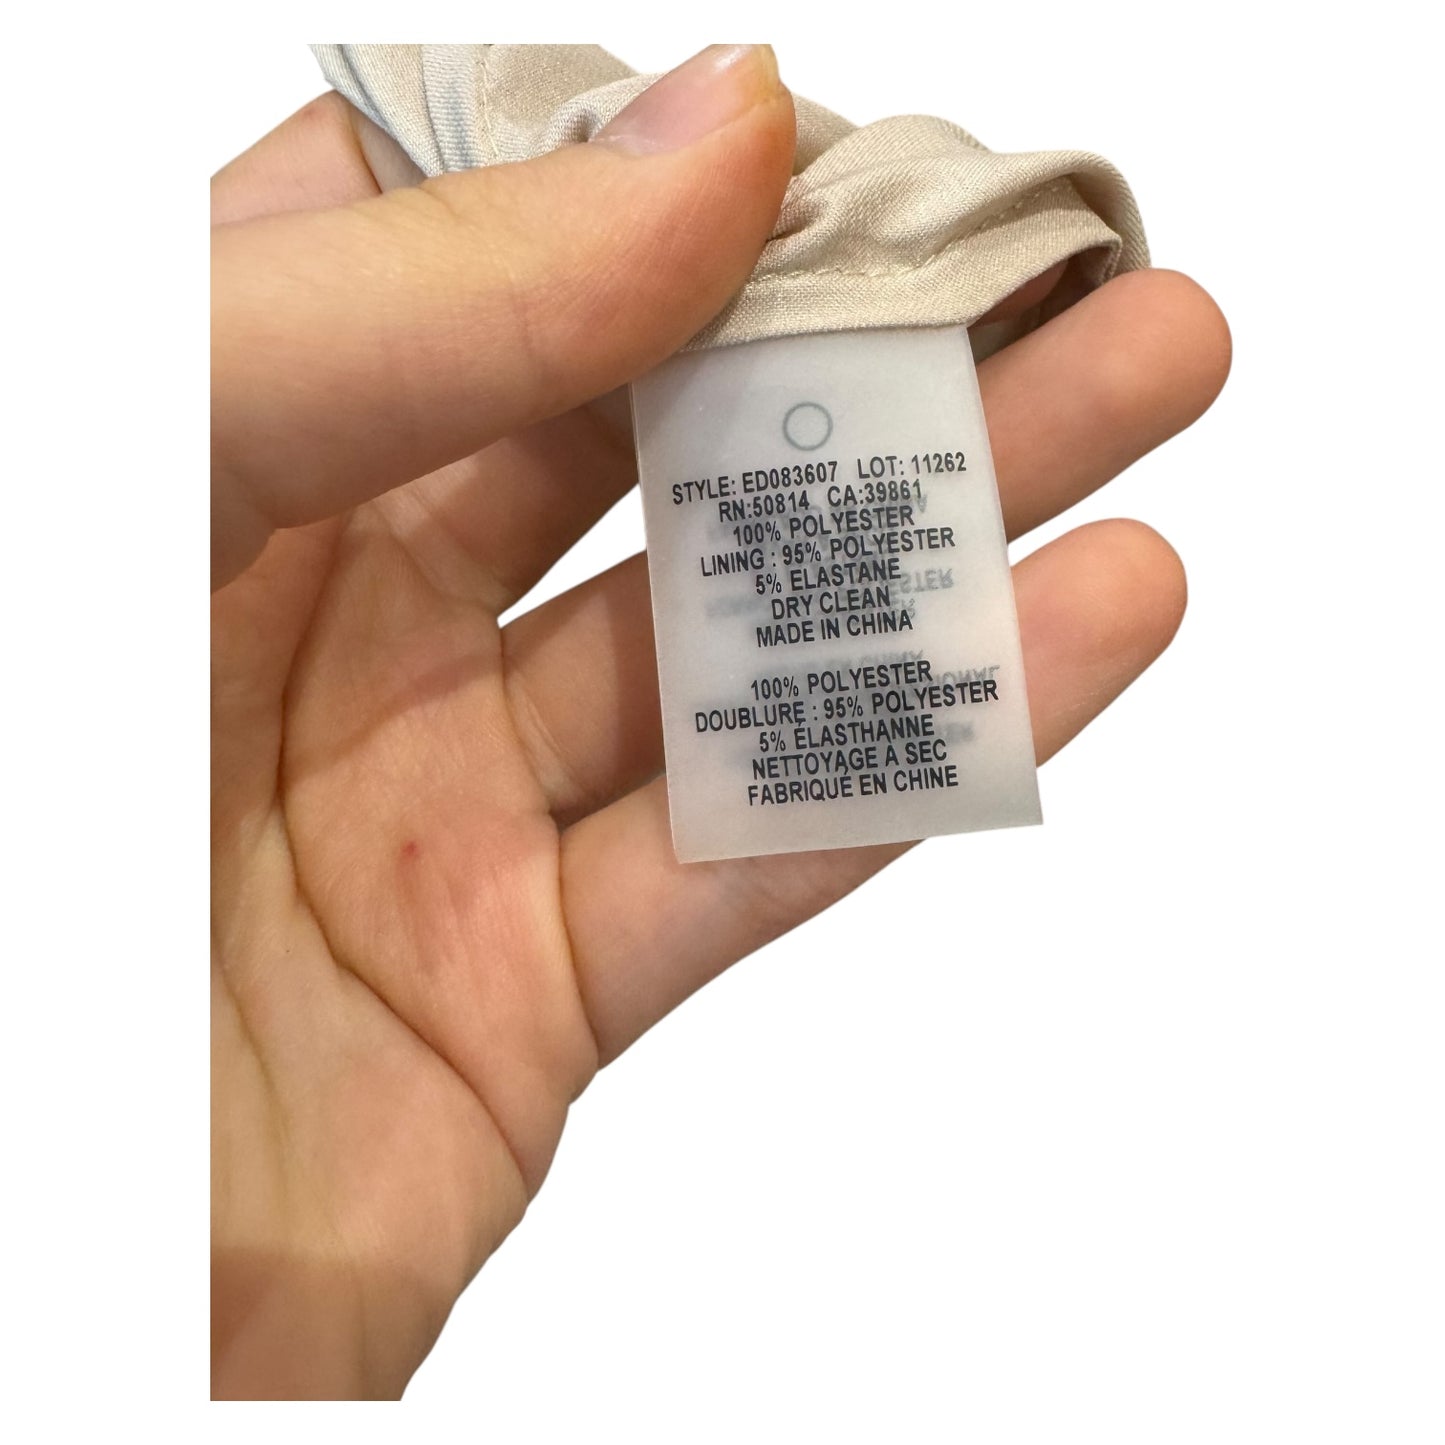 STYLE: ED083607 LOT: 11262
RN:50814 CA:39861
100% POLYESTER
LINING : 95% POLYESTER
5% ELASTANE
DRY CLEAN
MADE IN CHINA
100% POLYESTER
DOUBLURE : 95% POLYESTER
5% ÉLASTHANNE
NETTOYAGE A SEC
FABRIQUÉ EN CHINE